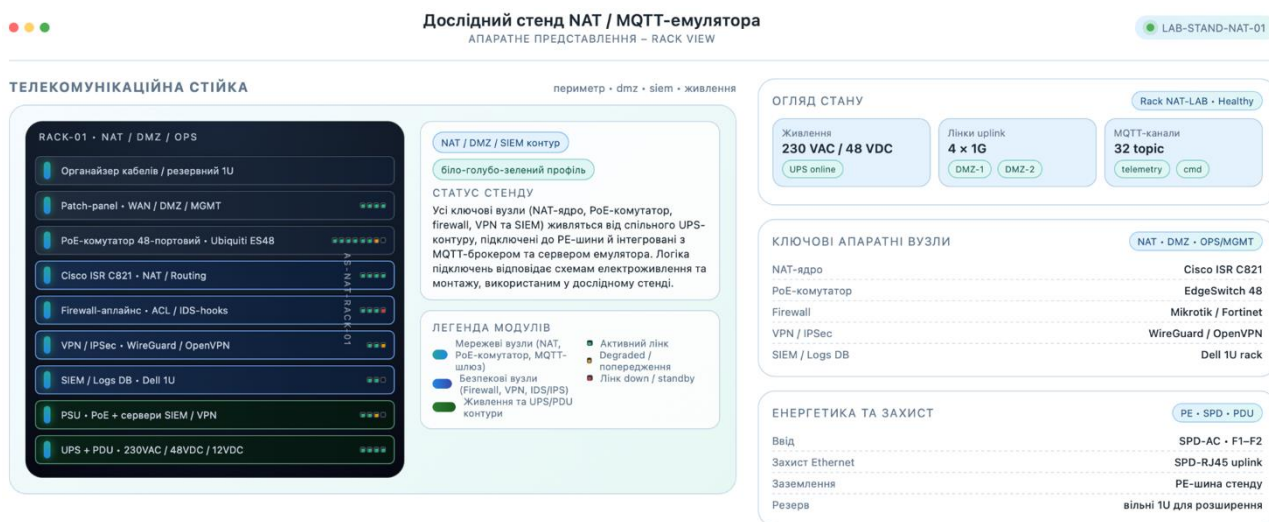 Дослідний стенд NAT / MQTT-емулятора
АПАРАТНЕ ПРЕДСТАВЛЕННЯ – RACK VIEW
LAB-STAND-NAT-01
ТЕЛЕКОМУНІКАЦІЙНА СТІЙКА
периметр • dmz • siem • живлення
RACK-01 • NAT / DMZ / OPS
Органайзер кабелів / резервний 1U
Patch-panel • WAN / DMZ / MGMT
PoE-комутатор 48-портовий • Ubiquiti ES48
Cisco ISR C821 • NAT / Routing
Firewall-аплайнс • ACL / IDS-hooks
VPN / IPSec • WireGuard / OpenVPN
SIEM / Logs DB • Dell 1U
PSU • PoE + сервери SIEM / VPN
UPS + PDU • 230VAC / 48VDC / 12VDC
AS-NAT-RACK-01
NAT / DMZ / SIEM контур
біло-голубо-зелений профіль
СТАТУС СТЕНДУ
Усі ключові вузли (NAT-ядро, PoE-комутатор,
firewall, VPN та SIEM) живляться від спільного UPS-
контуру, підключені до PE-шини й інтегровані з
MQTT-брокером та сервером емулятора. Логіка
підключень відповідає схемам електроживлення та
монтажу, використаним у дослідному стенді.
ЛЕГЕНДА МОДУЛІВ
Мережеві вузли (NAT,
PoE-комутатор, MQTT-
шлюз)
Безпекові вузли
(Firewall, VPN, IDS/IPS)
Живлення та UPS/PDU
контури
Активний лінк
Degraded /
попередження
Лінк down / standby
ОГЛЯД СТАНУ
Rack NAT-LAB • Healthy
Живлення
230 VAC / 48 VDC
UPS online
Лінки uplink
4 × 1G
DMZ-1 DMZ-2
MQTT-канали
32 topic
telemetry cmd
КЛЮЧОВІ АПАРАТНІ ВУЗЛИ
NAT • DMZ • OPS/MGMT
NAT-ядро Cisco ISR C821
PoE-комутатор EdgeSwitch 48
Firewall Mikrotik / Fortinet
VPN / IPSec WireGuard / OpenVPN
SIEM / Logs DB Dell 1U rack
ЕНЕРГЕТИКА ТА ЗАХИСТ
PE • SPD • PDU
Ввід SPD-AC • F1–F2
Захист Ethernet SPD-RJ45 uplink
Заземлення PE-шина стенду
Резерв вільні 1U для розширення